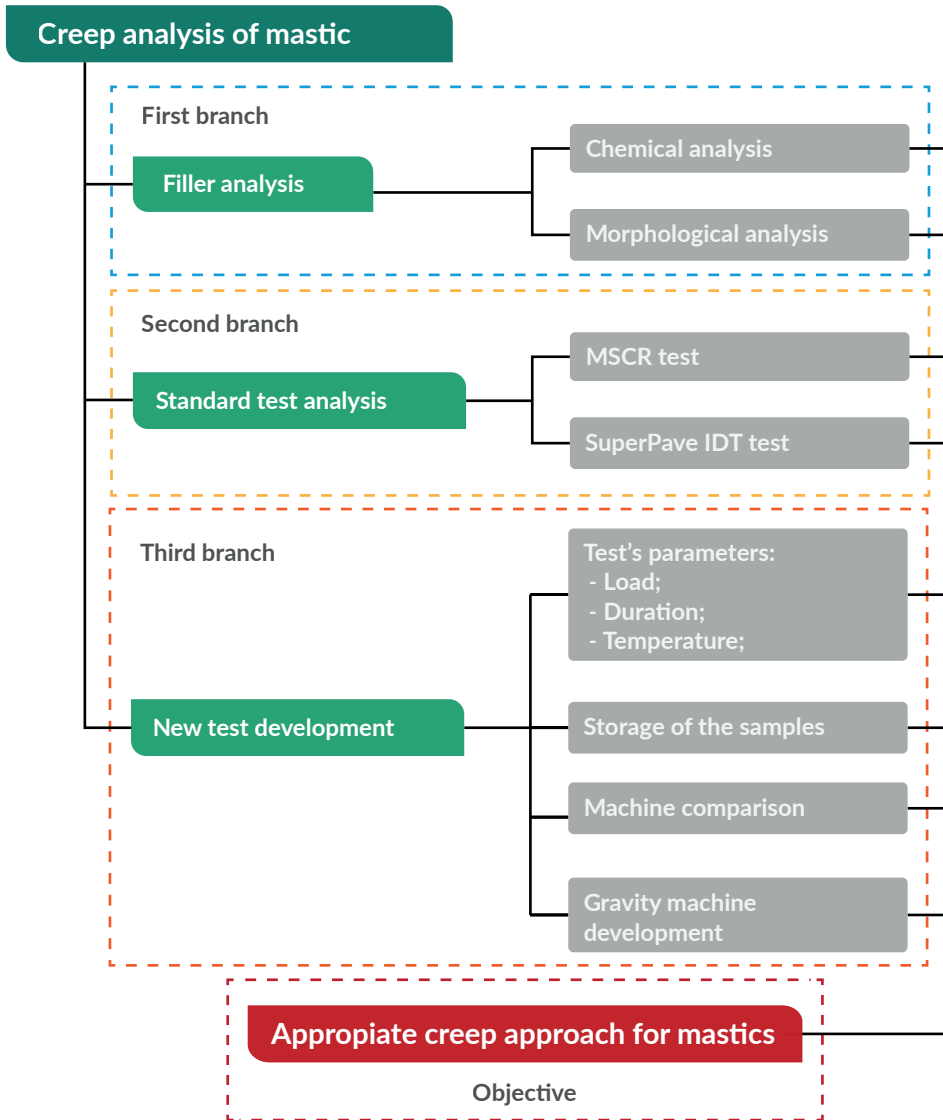 Creep analysis of mastic
First branch
Filler analysis
Chemical analysis
Morphological analysis
Second branch
Standard test analysis
MSCR test
SuperPave IDT test
Third branch
New test development
Test's parameters:
- Load;
- Duration;
- Temperature;
Storage of the samples
Machine comparison
Gravity machine
development
Appropiate creep approach for mastics
Objective